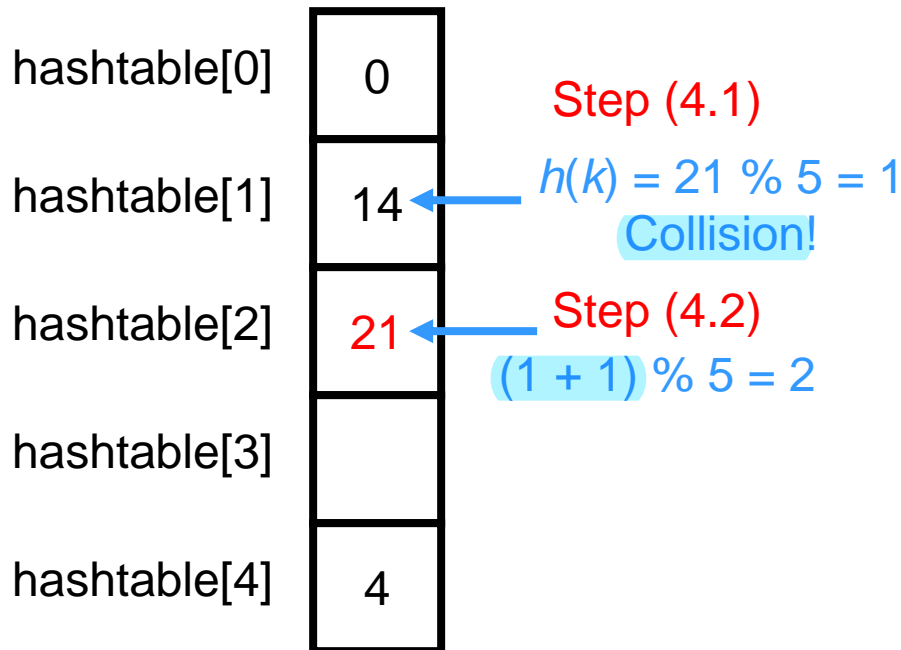 hashtable[0] 0
Step (4.1)
hashtable[1] 14 h(k) = 21 % 5 = 1
Collision!
hashtable[2] 21 Step (4.2)
(1 + 1) % 5 = 2
hashtable[3]
hashtable[4] 4